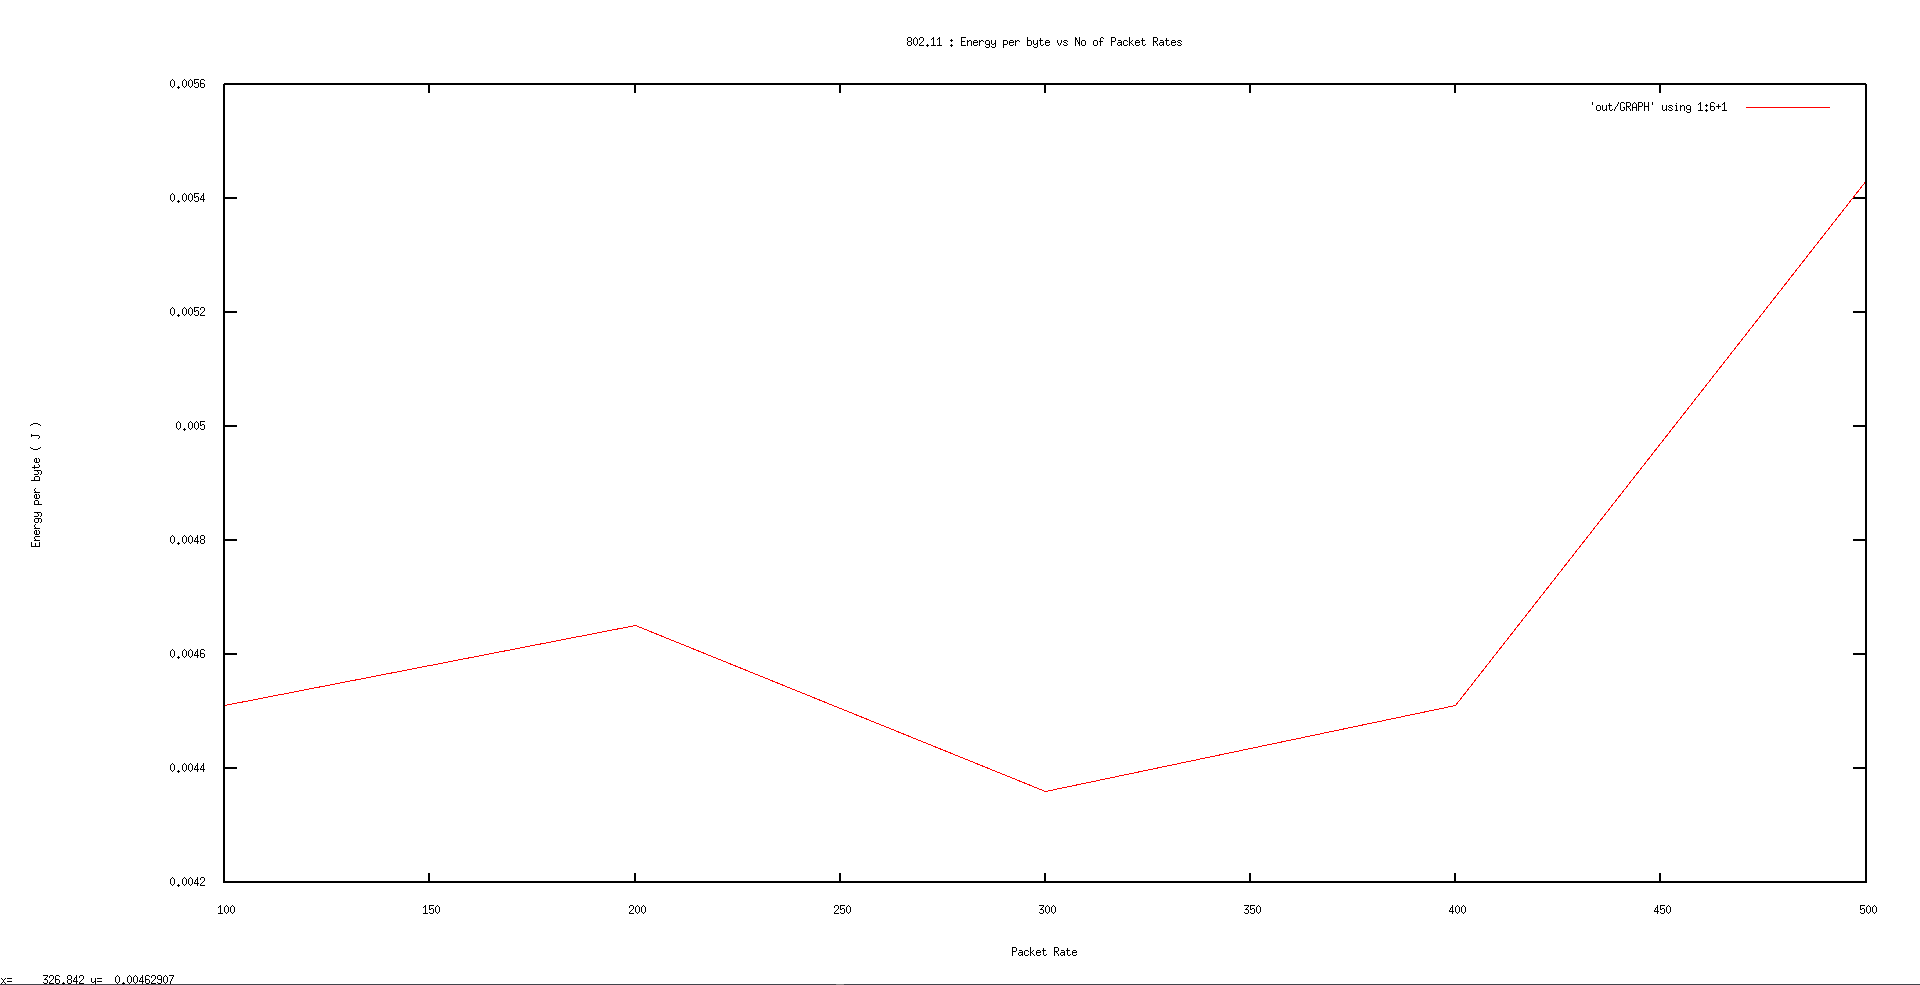 802.11 : Energy per byte vs No of Packet Rates
0.0056
'out/GRAPH' using 1:6+1
0.0054
0.0052
0.005
Energy per byte ( J )
0.0048
0.0046
0.0044
0.0042
100 150 200 250 300 350 400 450 500
Packet Rate
x= 326.842 y= 0.00462907